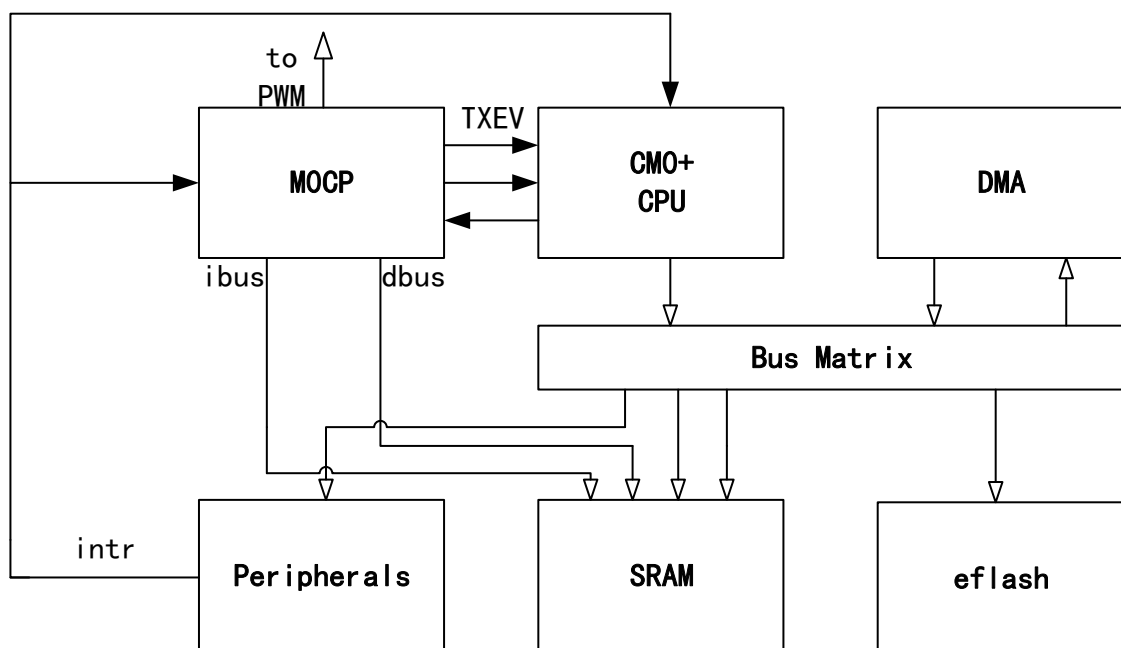 to
PWM
TXEV
MOCP
CM0+
CPU
DMA
ibus
dbus
Bus Matrix
intr
Peripherals
SRAM
eflash